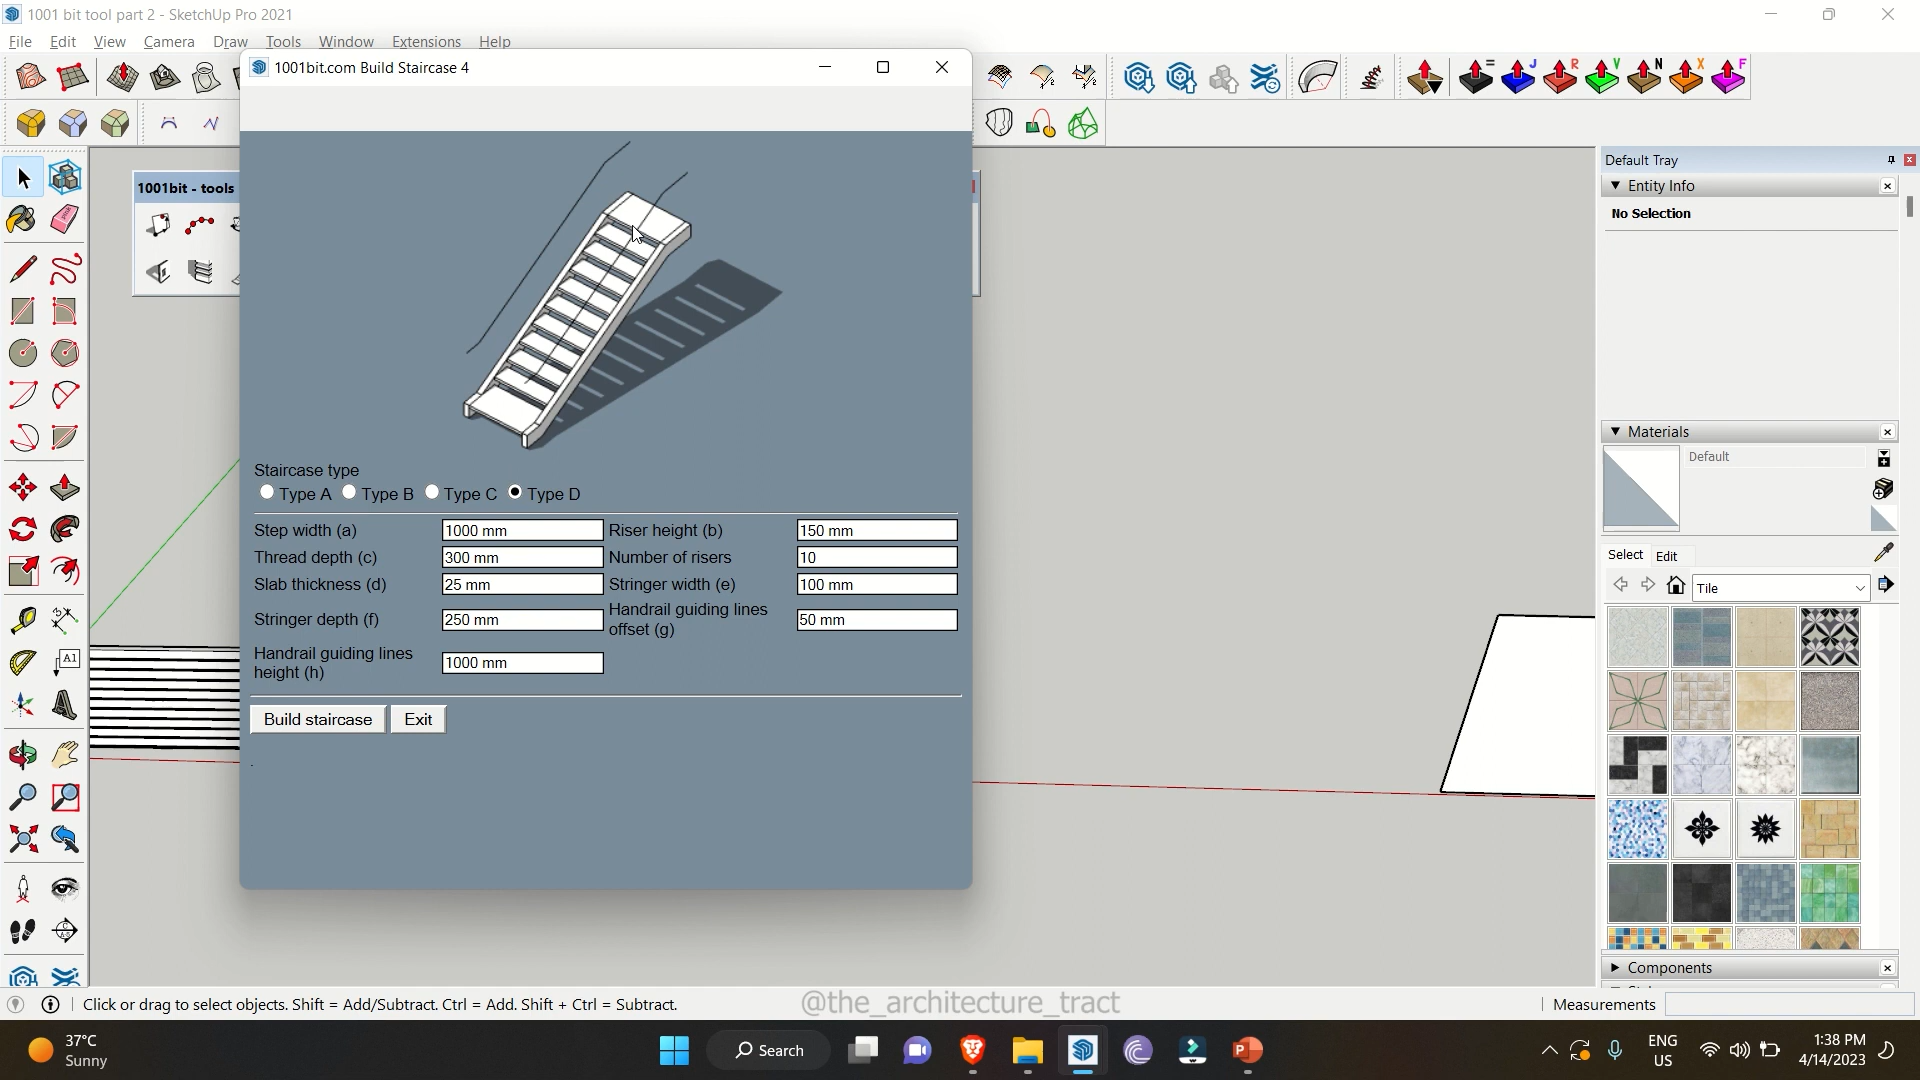 1001 bit tool part 2 - SketchUp Pro 2021
File Edit View Camera Draw Tools Window Extensions Help
1001bit.com Build Staircase 4
= J R V N X F
1001bit - tools
Default Tray
Entity Info
No Selection
Materials
Default
Staircase type
Type A Type B Type C Type D
Step width (a) 1000 mm Riser height (b) 150 mm
Thread depth (c) 300 mm Number of risers 10
Slab thickness (d) 25 mm Stringer width (e) 100 mm
Stringer depth (f) 250 mm Handrail guiding lines offset (g) 50 mm
Handrail guiding lines height (h) 1000 mm
Build staircase Exit
.
A1
Select Edit
Tile
Components
Click or drag to select objects. Shift = Add/Subtract. Ctrl = Add. Shift + Ctrl = Subtract.
@the_architecture_tract
Measurements
37°C
Sunny
Search
ENG
US
1:38 PM
4/14/2023